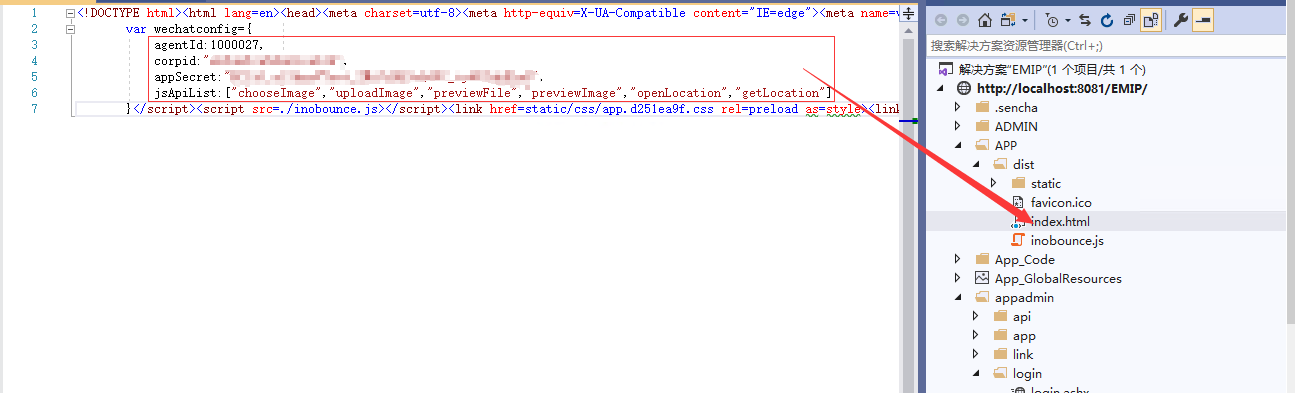 1 <!DOCTYPE html><html lang=en><head><meta charset=utf-8><meta http-equiv=X-UA-Compatible content="IE=edge"><meta name=
2 var wechatconfig={
3 agentId:1000027,
4 corpid:" ",
5 appSecret:" ",
6 jsApiList:["chooseImage","uploadImage","previewFile","previewImage","openLocation","getLocation"]
7 }</script><script src=./inobounce.js></script><link href=static/css/app.d251ea9f.css rel=preload as=style><link
搜索解决方案资源管理器(Ctrl+;)
解决方案"EMIP"(1 个项目/共 1 个)
http://localhost:8081/EMIP/
.sencha
ADMIN
APP
dist
static
favicon.ico
index.html
inobounce.js
App_Code
App_GlobalResources
appadmin
api
app
link
login
login.ashx